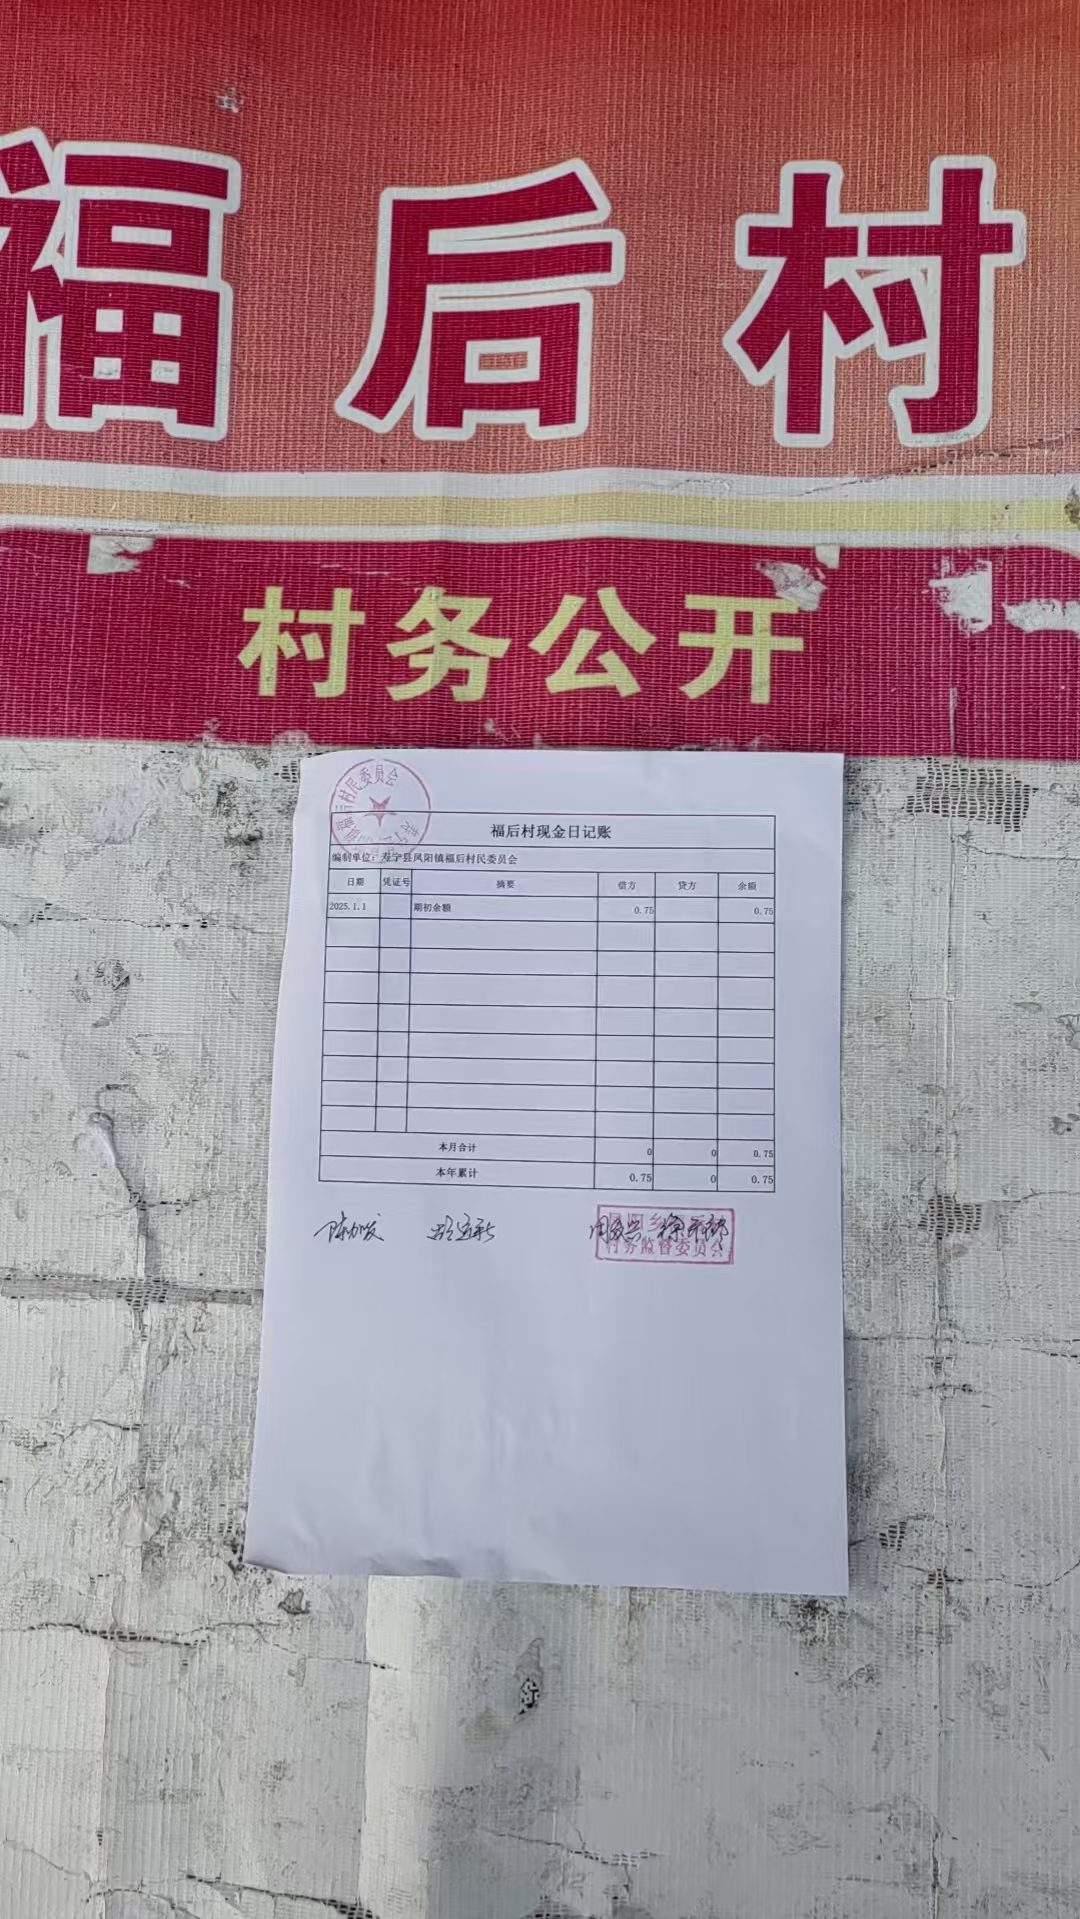 福后村
村务公开
福后村现金日记账
编制单位：寿宁县凤阳镇福后村民委员会
日期 凭证号 摘要 借方 贷方 余额
2025.1.1 期初余额 0.75 0.75
本月合计 0 0 0.75
本年累计 0.75 0 0.75
村务监督委员会